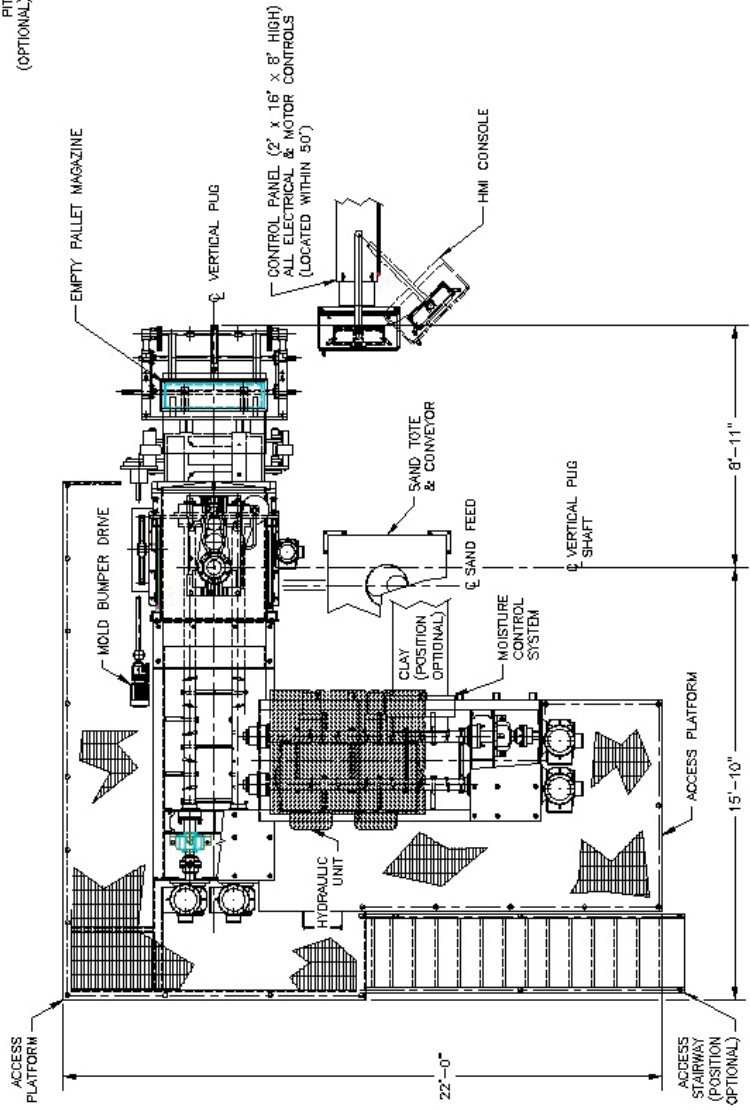 PIT
(OPTIONAL)
EMPTY PALLET MAGAZINE
℄ VERTICAL PUG
CONTROL PANEL (2' x 16' x 8' HIGH)
ALL ELECTRICAL & MOTOR CONTROLS
(LOCATED WITHIN 50')
HMI CONSOLE
MOLD BUMPER DRIVE
SAND TOTE
& CONVEYOR
℄ SAND FEED
℄ VERTICAL PUG
SHAFT
8'-11"
CLAY
(POSITION
OPTIONAL)
MOISTURE
CONTROL
SYSTEM
ACCESS PLATFORM
15'-10"
HYDRAULIC
UNIT
ACCESS
PLATFORM
22'-0"
ACCESS
STAIRWAY
(POSITION
OPTIONAL)